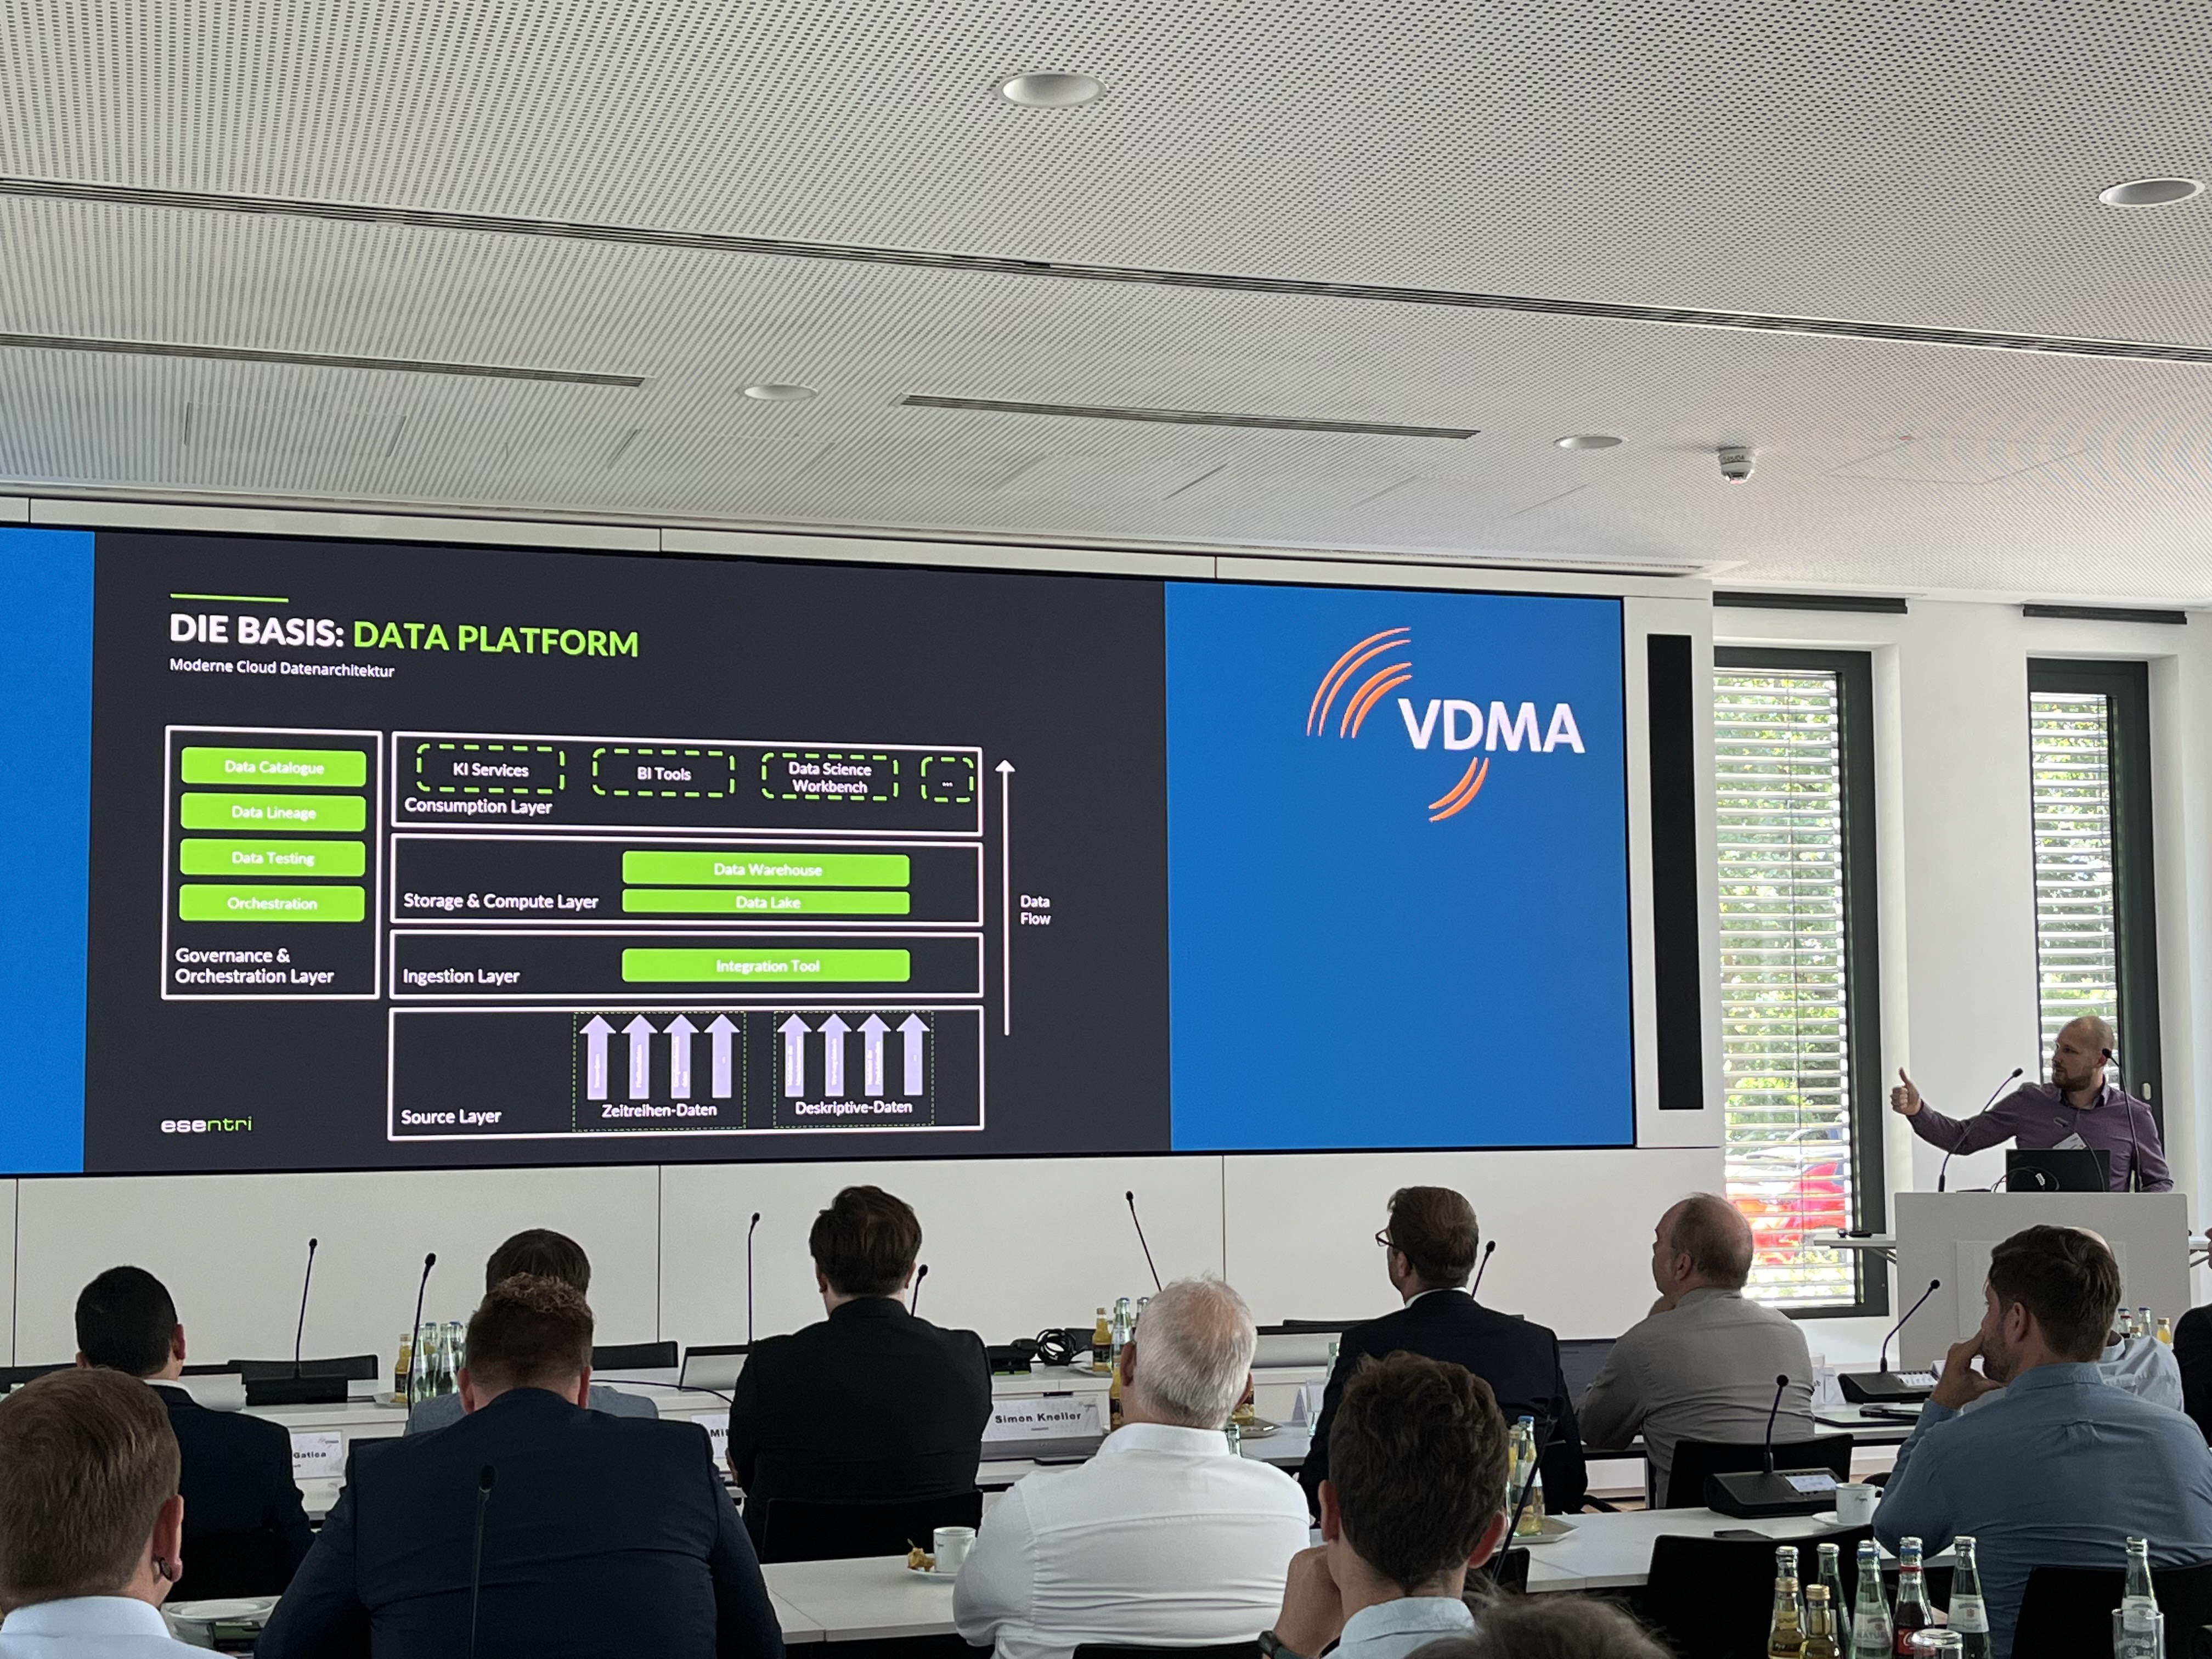 DIE BASIS: DATA PLATFORM
Moderne Cloud Datenarchitektur
Data Catalogue
Data Lineage
Data Testing
Orchestration
Governance &
Orchestration Layer
KI Services
BI Tools
Data Science
Workbench
...
Consumption Layer
Data Warehouse
Storage & Compute Layer
Data Lake
Integration Tool
Ingestion Layer
Zeitreihen-Daten
Deskriptive-Daten
Source Layer
Data
Flow
esentri
VDMA
Simon Kneller
Gatica